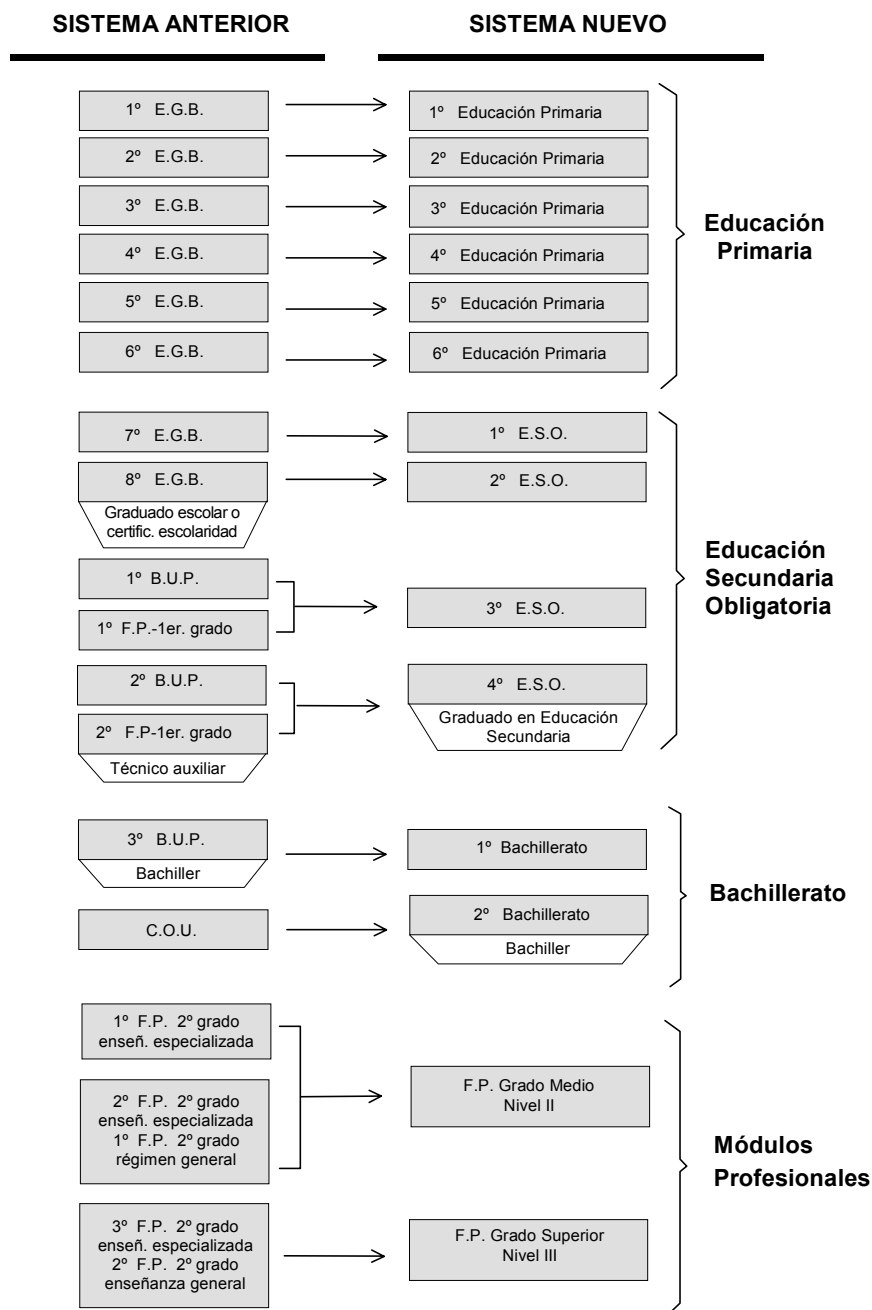 SISTEMA ANTERIOR
SISTEMA NUEVO
1º E.G.B.
1º Educación Primaria
2º E.G.B.
2º Educación Primaria
3º E.G.B.
3º Educación Primaria
4º E.G.B.
4º Educación Primaria
5º E.G.B.
5º Educación Primaria
6º E.G.B.
6º Educación Primaria
Educación
Primaria
7º E.G.B.
1º E.S.O.
8º E.G.B.
2º E.S.O.
Graduado escolar o
certific. escolaridad
1º B.U.P.
1º F.P.-1er. grado
3º E.S.O.
2º B.U.P.
2º F.P-1er. grado
Técnico auxiliar
4º E.S.O.
Graduado en Educación
Secundaria
Educación
Secundaria
Obligatoria
3º B.U.P.
Bachiller
1º Bachillerato
C.O.U.
2º Bachillerato
Bachiller
Bachillerato
1º F.P. 2º grado
enseñ. especializada
2º F.P. 2º grado
enseñ. especializada
1º F.P. 2º grado
régimen general
F.P. Grado Medio
Nivel II
3º F.P. 2º grado
enseñ. especializada
2º F.P. 2º grado
enseñanza general
F.P. Grado Superior
Nivel III
Módulos
Profesionales